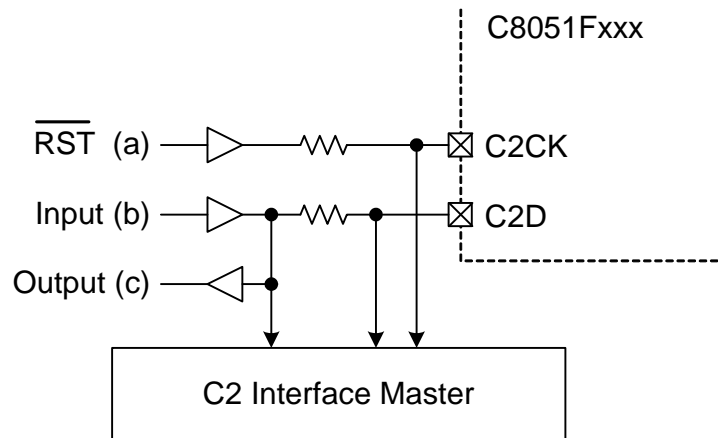 C8051Fxxx
RST (a)
C2CK
Input (b)
C2D
Output (c)
C2 Interface Master